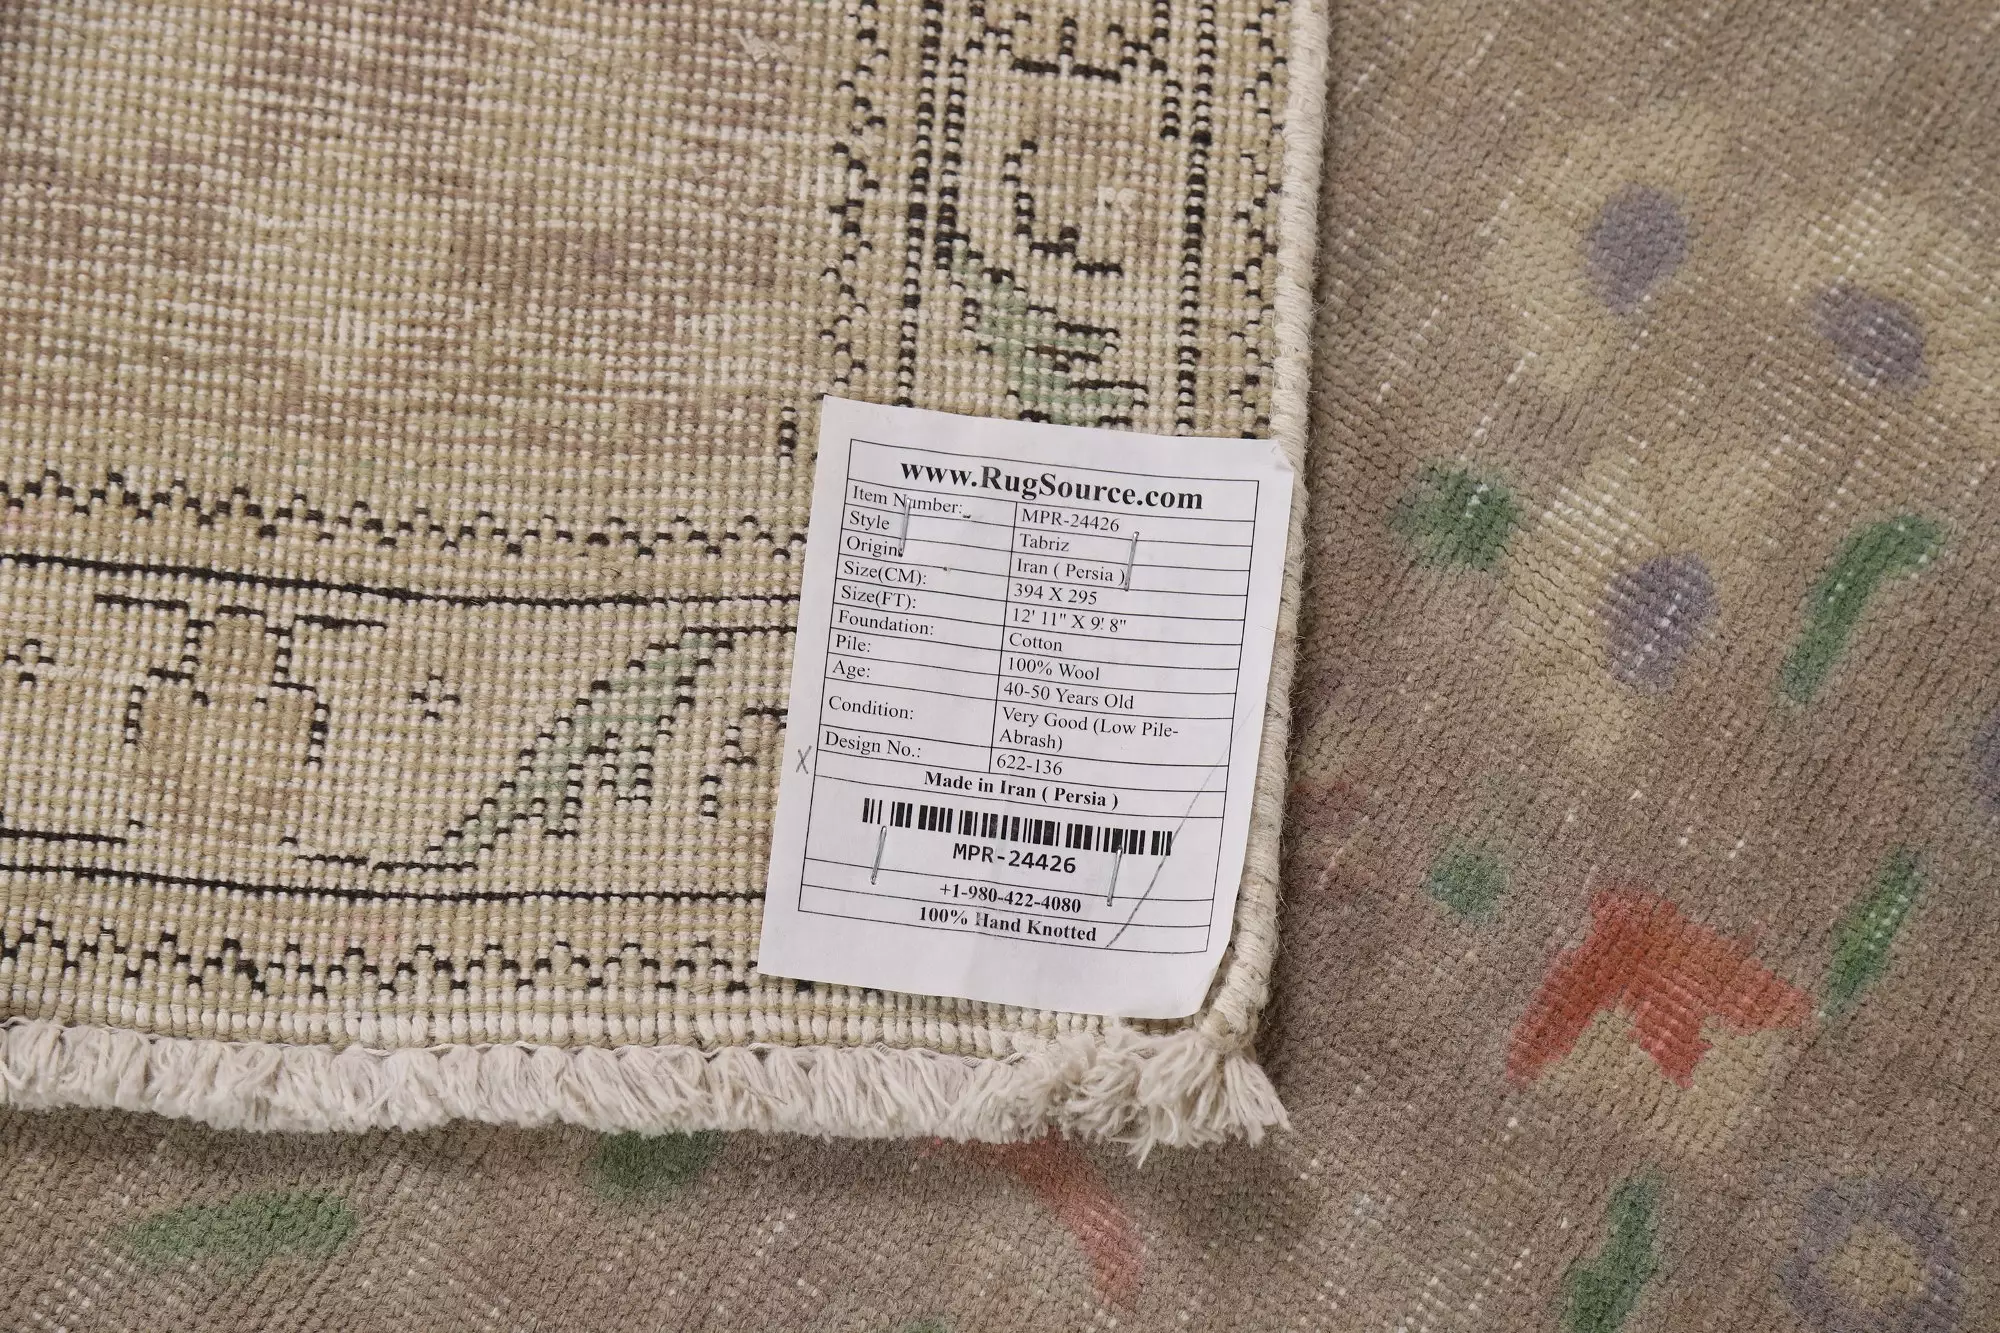 www.RugSource.com
Item Number: MPR-24426
Style Tabriz
Origin: Iran ( Persia )
Size(CM): 394 X 295
Size(FT): 12' 11" X 9' 8"
Foundation: Cotton
Pile: 100% Wool
Age: 40-50 Years Old
Condition: Very Good (Low Pile-
Abrash)
Design No.: 622-136
Made in Iran ( Persia )
MPR-24426
+1-980-422-4080
100% Hand Knotted
X